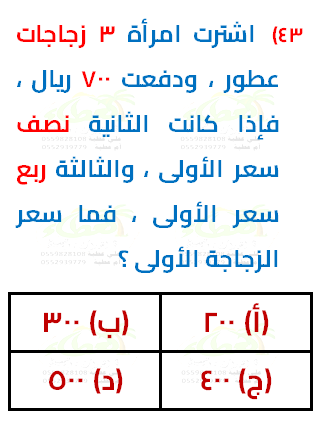 ٤٣) اشترت امرأة ٣ زجاجات
عطور ، ودفعت ٧٠٠ ريال ،
فإذا كانت الثانية نصف
سعر الأولى ، والثالثة ربع
سعر الأولى ، فما سعر
الزجاجة الأولى ؟
(أ) ٢٠٠ (ب) ٣٠٠
(ج) ٤٠٠ (د) ٥٠٠